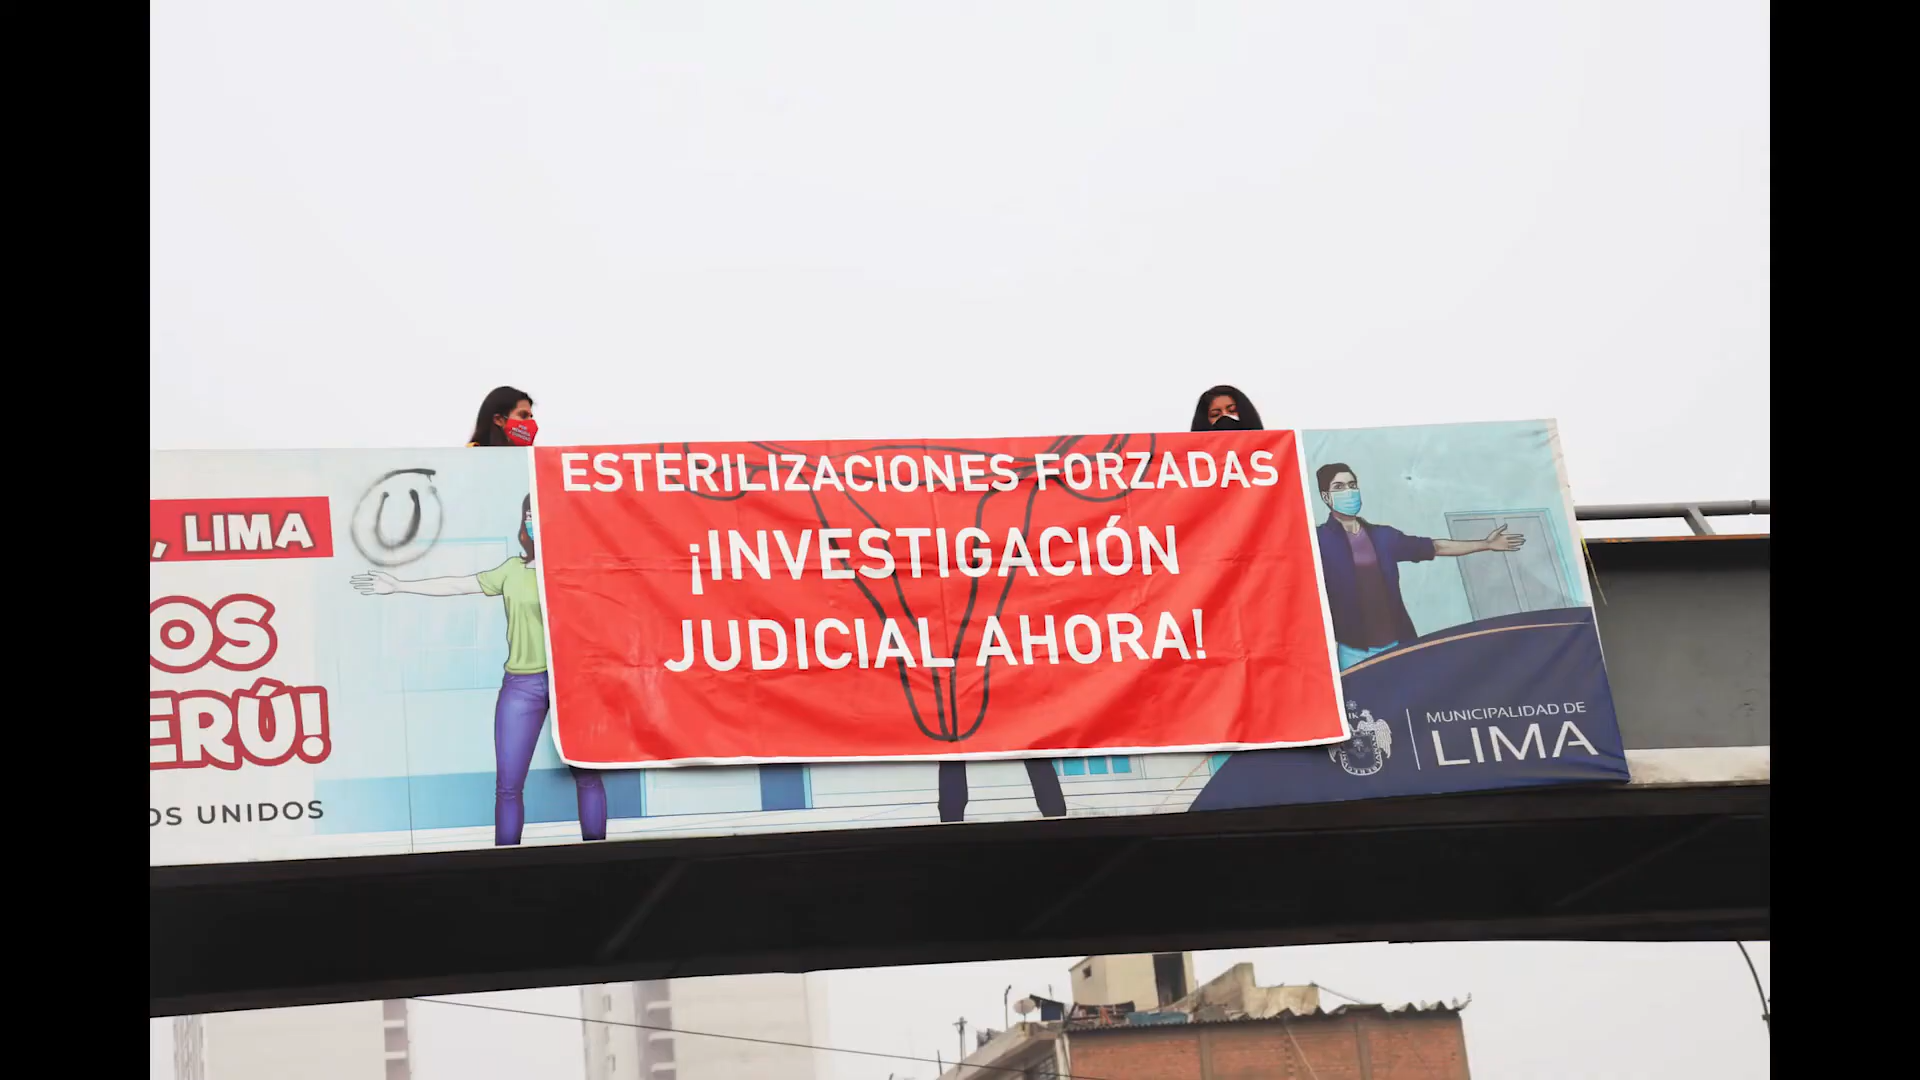 ESTERILIZACIONES FORZADAS
¡INVESTIGACIÓN
JUDICIAL AHORA!
, LIMA
OS
ERÚ!
OS UNIDOS
MUNICIPALIDAD DE
LIMA